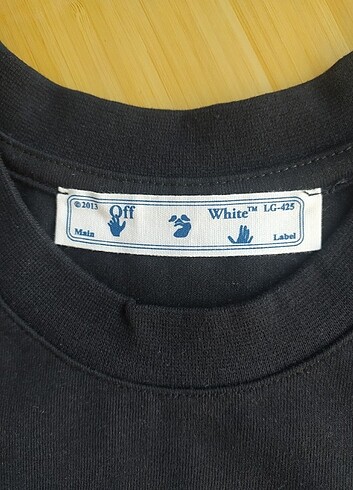 ©2013 Off White™ LG-425
Main Label